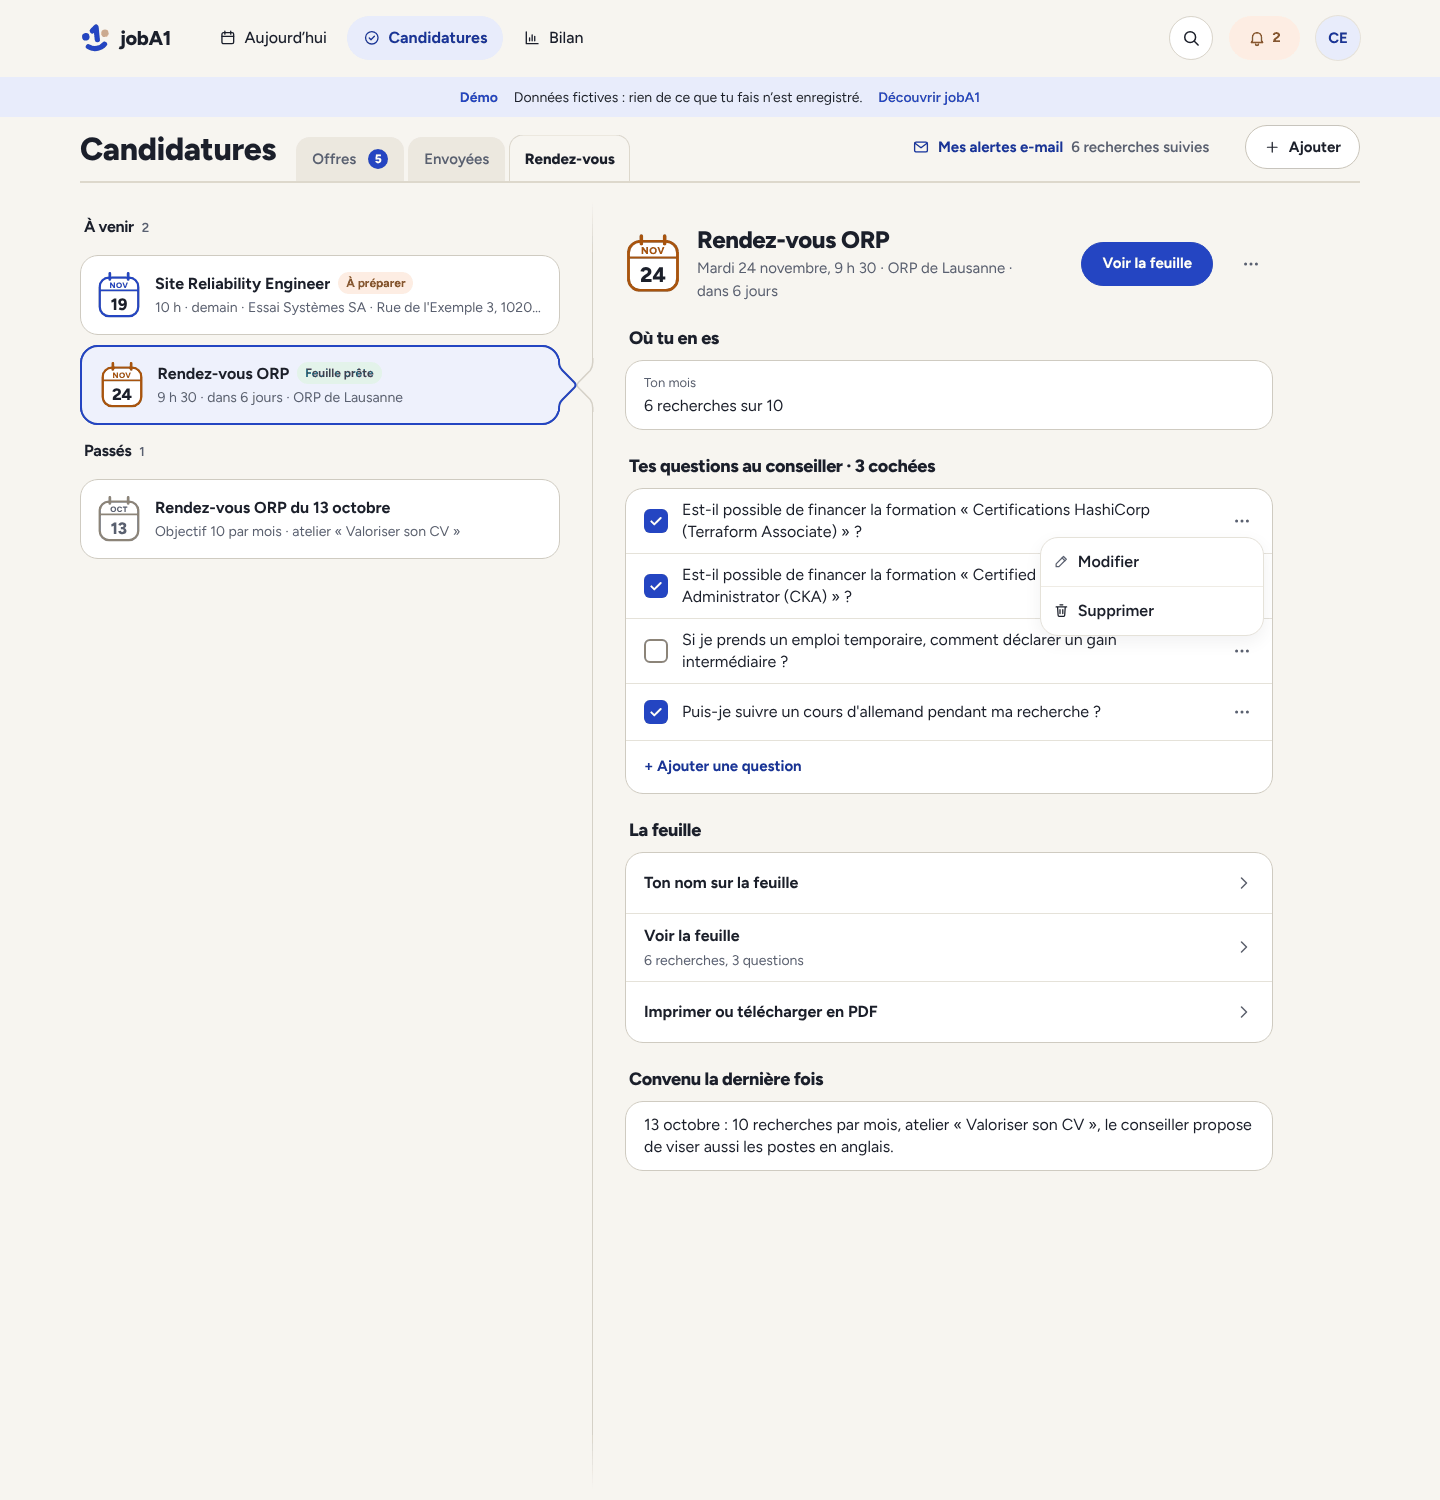 jobA1
Aujourd’hui
Candidatures
Bilan
2
CE
Démo Données fictives : rien de ce que tu fais n’est enregistré. Découvrir jobA1
Candidatures
Offres 5
Envoyées
Rendez-vous
Mes alertes e-mail 6 recherches suivies
Ajouter
À venir 2
NOV
19
Site Reliability Engineer À préparer
10 h · demain · Essai Systèmes SA · Rue de l'Exemple 3, 1020...
NOV
24
Rendez-vous ORP Feuille prête
9 h 30 · dans 6 jours · ORP de Lausanne
Passés 1
OCT
13
Rendez-vous ORP du 13 octobre
Objectif 10 par mois · atelier « Valoriser son CV »
NOV
24
Rendez-vous ORP
Mardi 24 novembre, 9 h 30 · ORP de Lausanne ·
dans 6 jours
Voir la feuille
Où tu en es
Ton mois
6 recherches sur 10
Tes questions au conseiller · 3 cochées
Est-il possible de financer la formation « Certifications HashiCorp
(Terraform Associate) » ?
Est-il possible de financer la formation « Certified
Administrator (CKA) » ?
Modifier
Supprimer
Si je prends un emploi temporaire, comment déclarer un gain
intermédiaire ?
Puis-je suivre un cours d'allemand pendant ma recherche ?
+ Ajouter une question
La feuille
Ton nom sur la feuille
Voir la feuille
6 recherches, 3 questions
Imprimer ou télécharger en PDF
Convenu la dernière fois
13 octobre : 10 recherches par mois, atelier « Valoriser son CV », le conseiller propose
de viser aussi les postes en anglais.